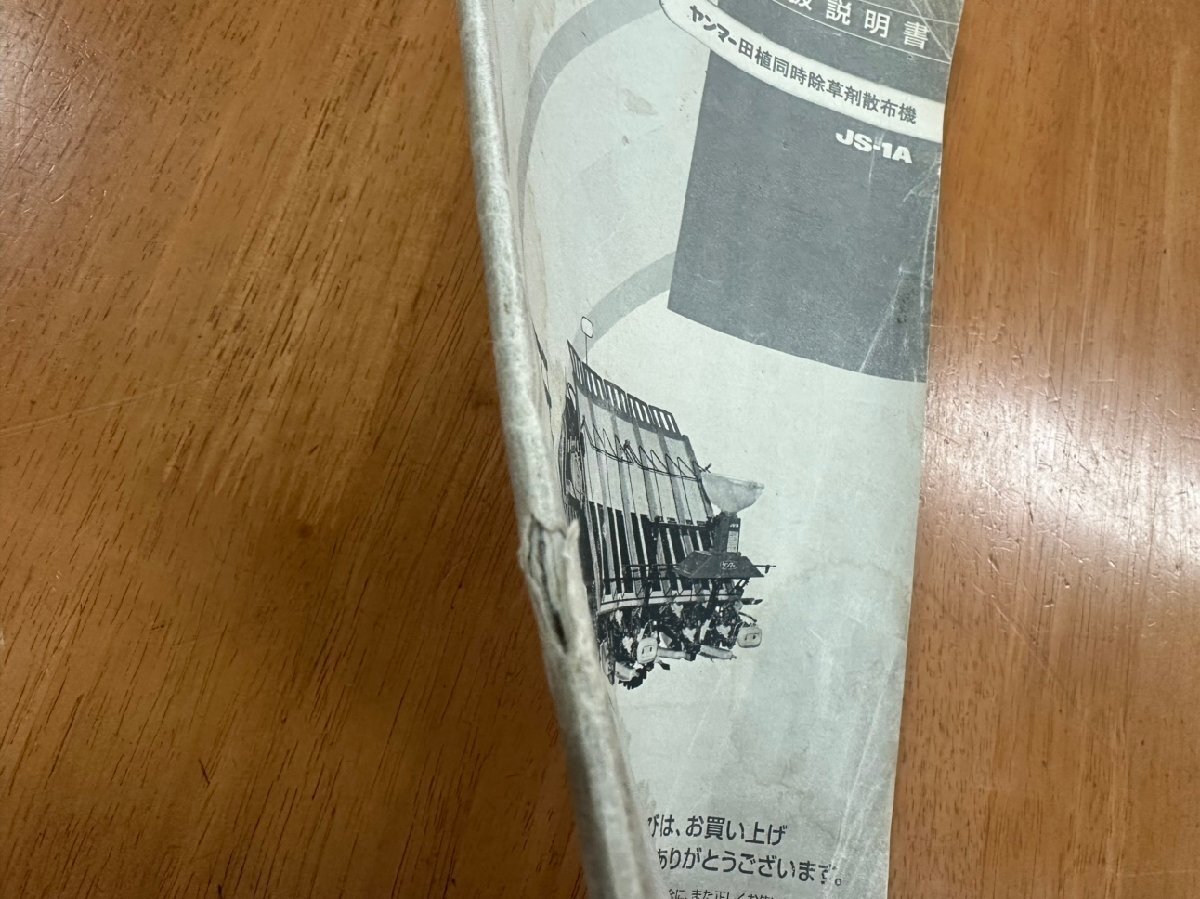 扱説明書
ヤンマー田植同時除草剤散布機
JS-1A
びは、お買い上げ
ありがとうございます。